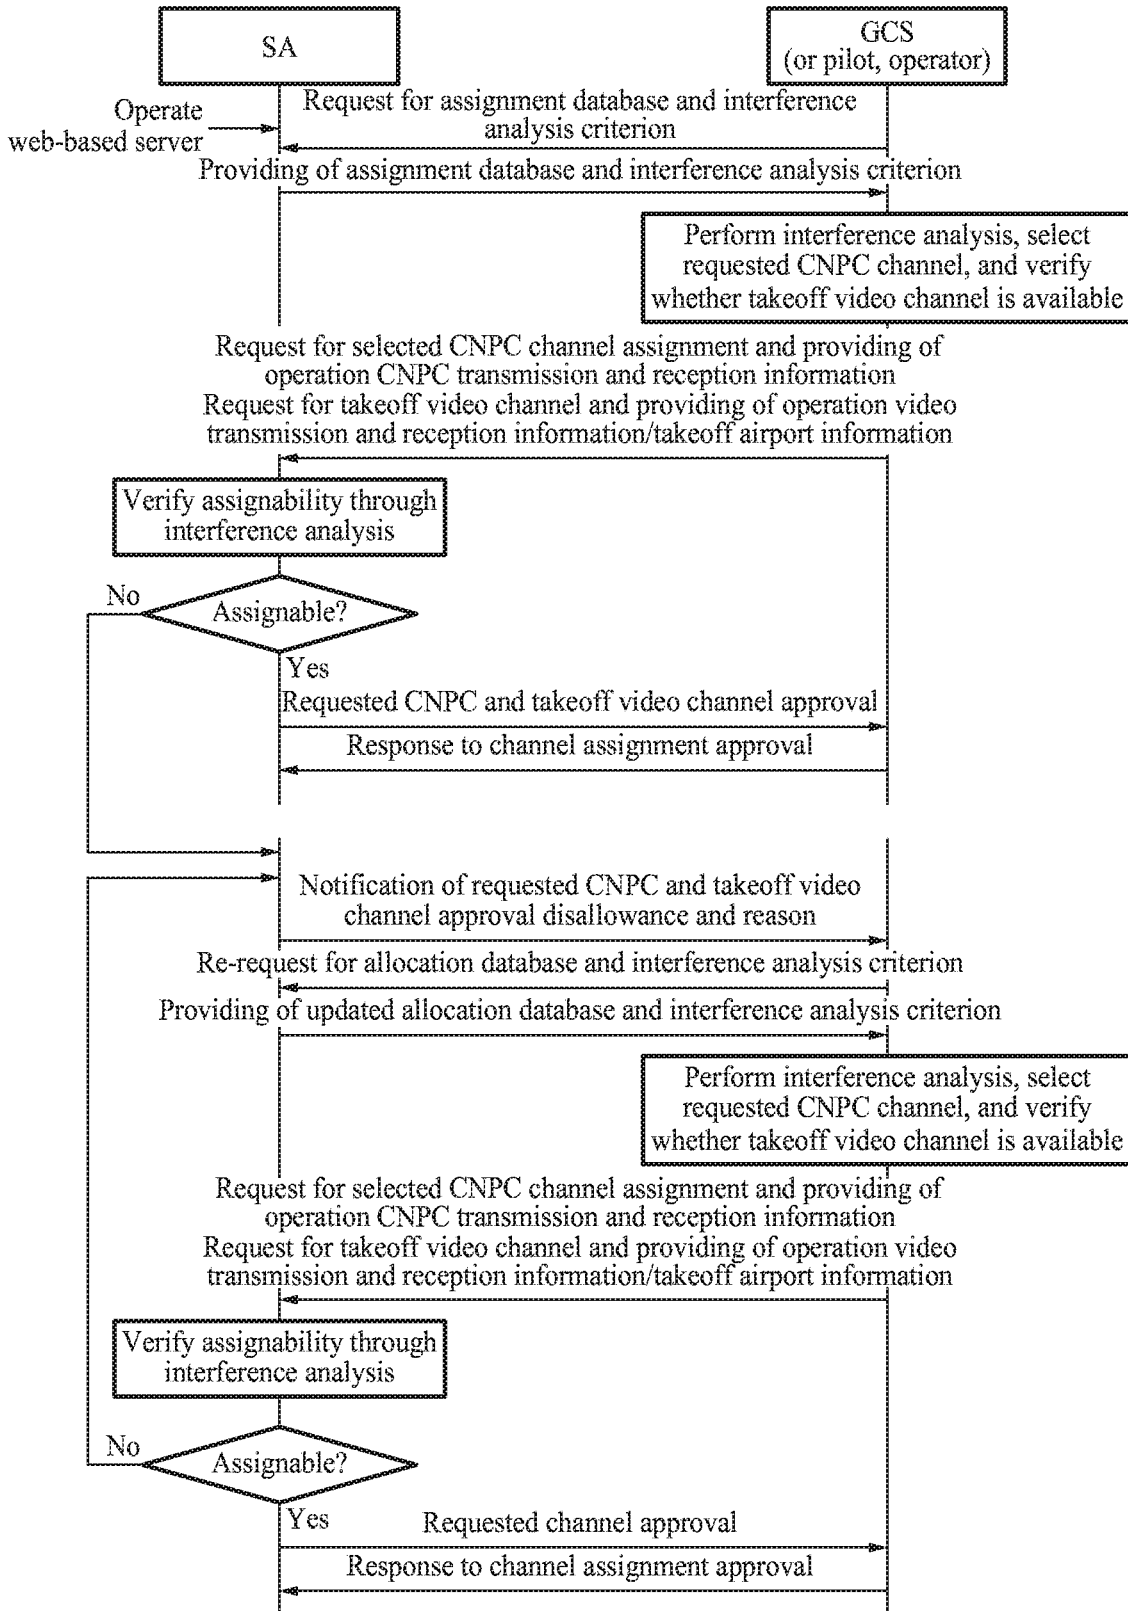 SA
GCS
(or pilot, operator)
Operate
web-based server
Request for assignment database and interference
analysis criterion
Providing of assignment database and interference analysis criterion
Perform interference analysis, select
requested CNPC channel, and verify
whether takeoff video channel is available
Request for selected CNPC channel assignment and providing of
operation CNPC transmission and reception information
Request for takeoff video channel and providing of operation video
transmission and reception information/takeoff airport information
Verify assignability through
interference analysis
No
Assignable?
Yes
Requested CNPC and takeoff video channel approval
Response to channel assignment approval
Notification of requested CNPC and takeoff video
channel approval disallowance and reason
Re-request for allocation database and interference analysis criterion
Providing of updated allocation database and interference analysis criterion
Perform interference analysis, select
requested CNPC channel, and verify
whether takeoff video channel is available
Request for selected CNPC channel assignment and providing of
operation CNPC transmission and reception information
Request for takeoff video channel and providing of operation video
transmission and reception information/takeoff airport information
Verify assignability through
interference analysis
No
Assignable?
Yes
Requested channel approval
Response to channel assignment approval